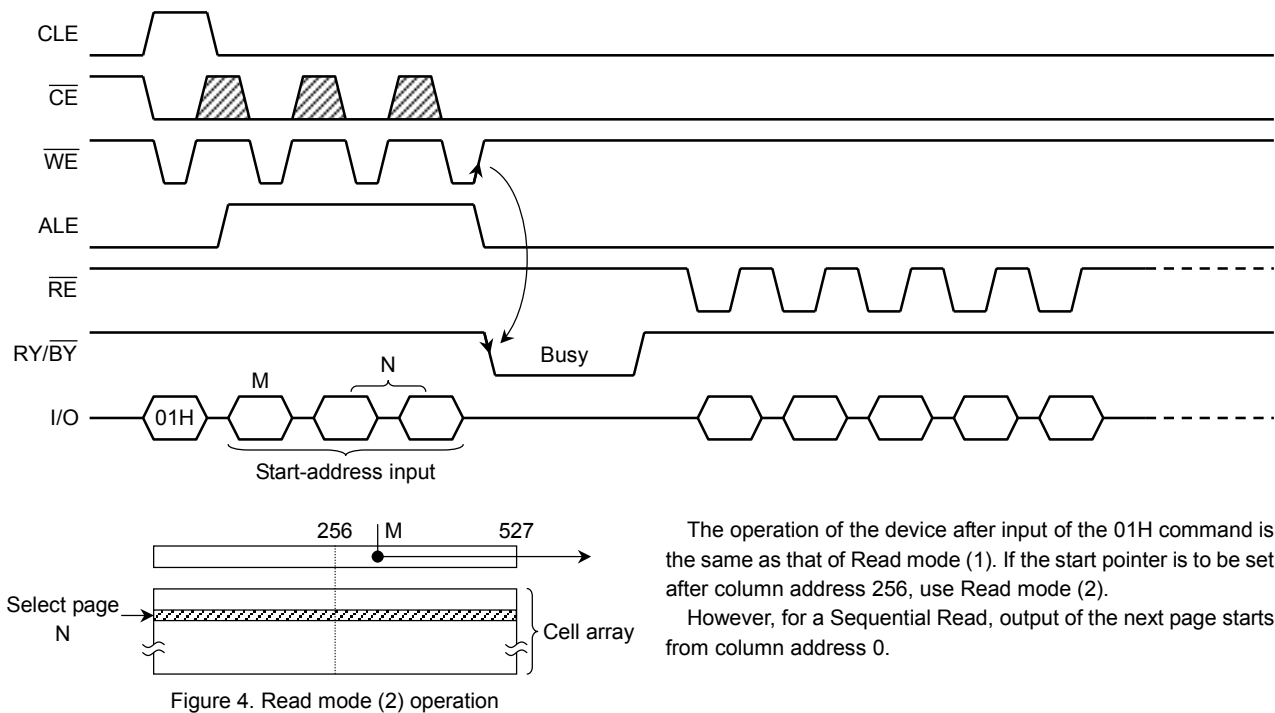 CLE
CE
WE
ALE
RE
RY/BY Busy
M N
I/O 01H
Start-address input
256 M 527
Select page
N
Cell array
Figure 4. Read mode (2) operation
The operation of the device after input of the 01H command is
the same as that of Read mode (1). If the start pointer is to be set
after column address 256, use Read mode (2).
However, for a Sequential Read, output of the next page starts
from column address 0.